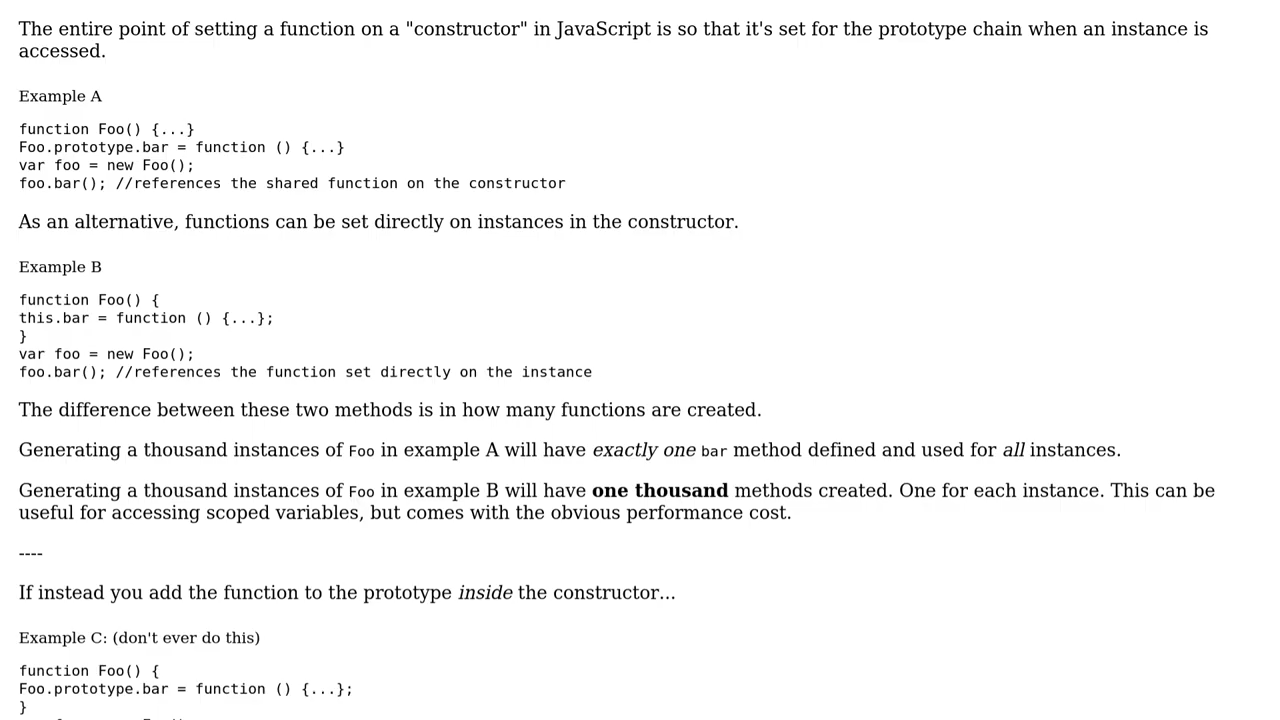 The entire point of setting a function on a "constructor" in JavaScript is so that it's set for the prototype chain when an instance is
accessed.
Example A
function Foo() {...}
Foo.prototype.bar = function () {...}
var foo = new Foo();
foo.bar(); //references the shared function on the constructor
As an alternative, functions can be set directly on instances in the constructor.
Example B
function Foo() {
this.bar = function () {...};
}
var foo = new Foo();
foo.bar(); //references the function set directly on the instance
The difference between these two methods is in how many functions are created.
Generating a thousand instances of Foo in example A will have exactly one bar method defined and used for all instances.
Generating a thousand instances of Foo in example B will have one thousand methods created. One for each instance. This can be
useful for accessing scoped variables, but comes with the obvious performance cost.
----
If instead you add the function to the prototype inside the constructor...
Example C: (don't ever do this)
function Foo() {
Foo.prototype.bar = function () {...};
}